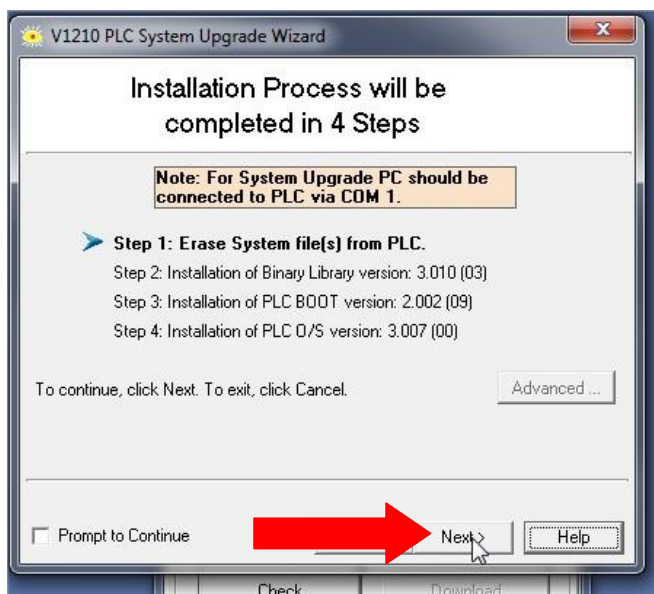 V1210 PLC System Upgrade Wizard
Installation Process will be
completed in 4 Steps
Note: For System Upgrade PC should be
connected to PLC via COM 1.
Step 1: Erase System file(s) from PLC.
Step 2: Installation of Binary Library version: 3.010 (03)
Step 3: Installation of PLC BOOT version: 2.002 (09)
Step 4: Installation of PLC O/S version: 3.007 (00)
To continue, click Next. To exit, click Cancel.
Advanced ...
Prompt to Continue
Next >
Help
Check
Download